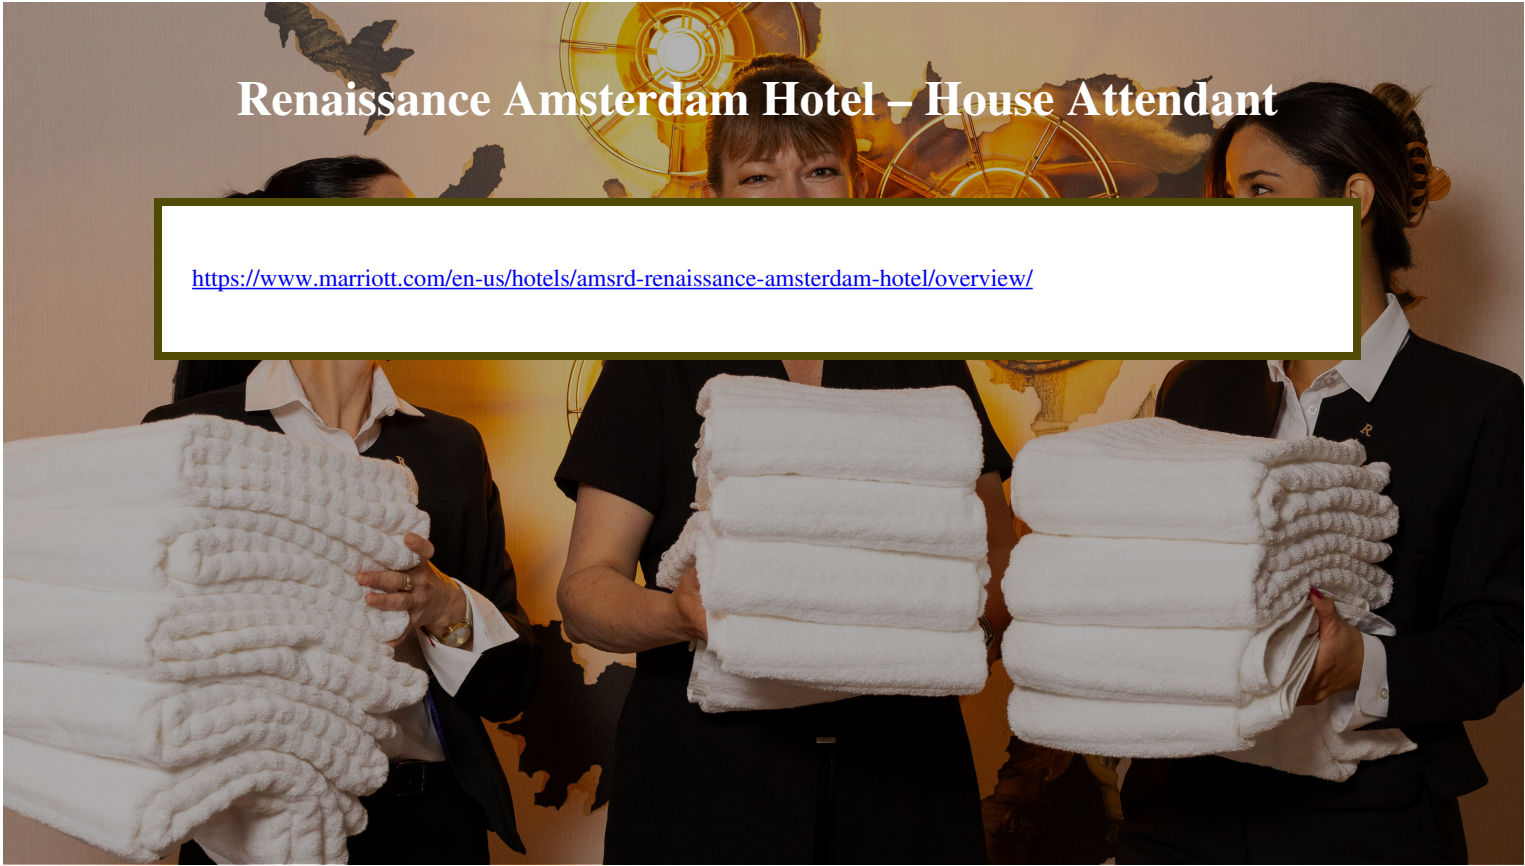 Renaissance Amsterdam Hotel – House Attendant
https://www.marriott.com/en-us/hotels/amsrd-renaissance-amsterdam-hotel/overview/
R
R